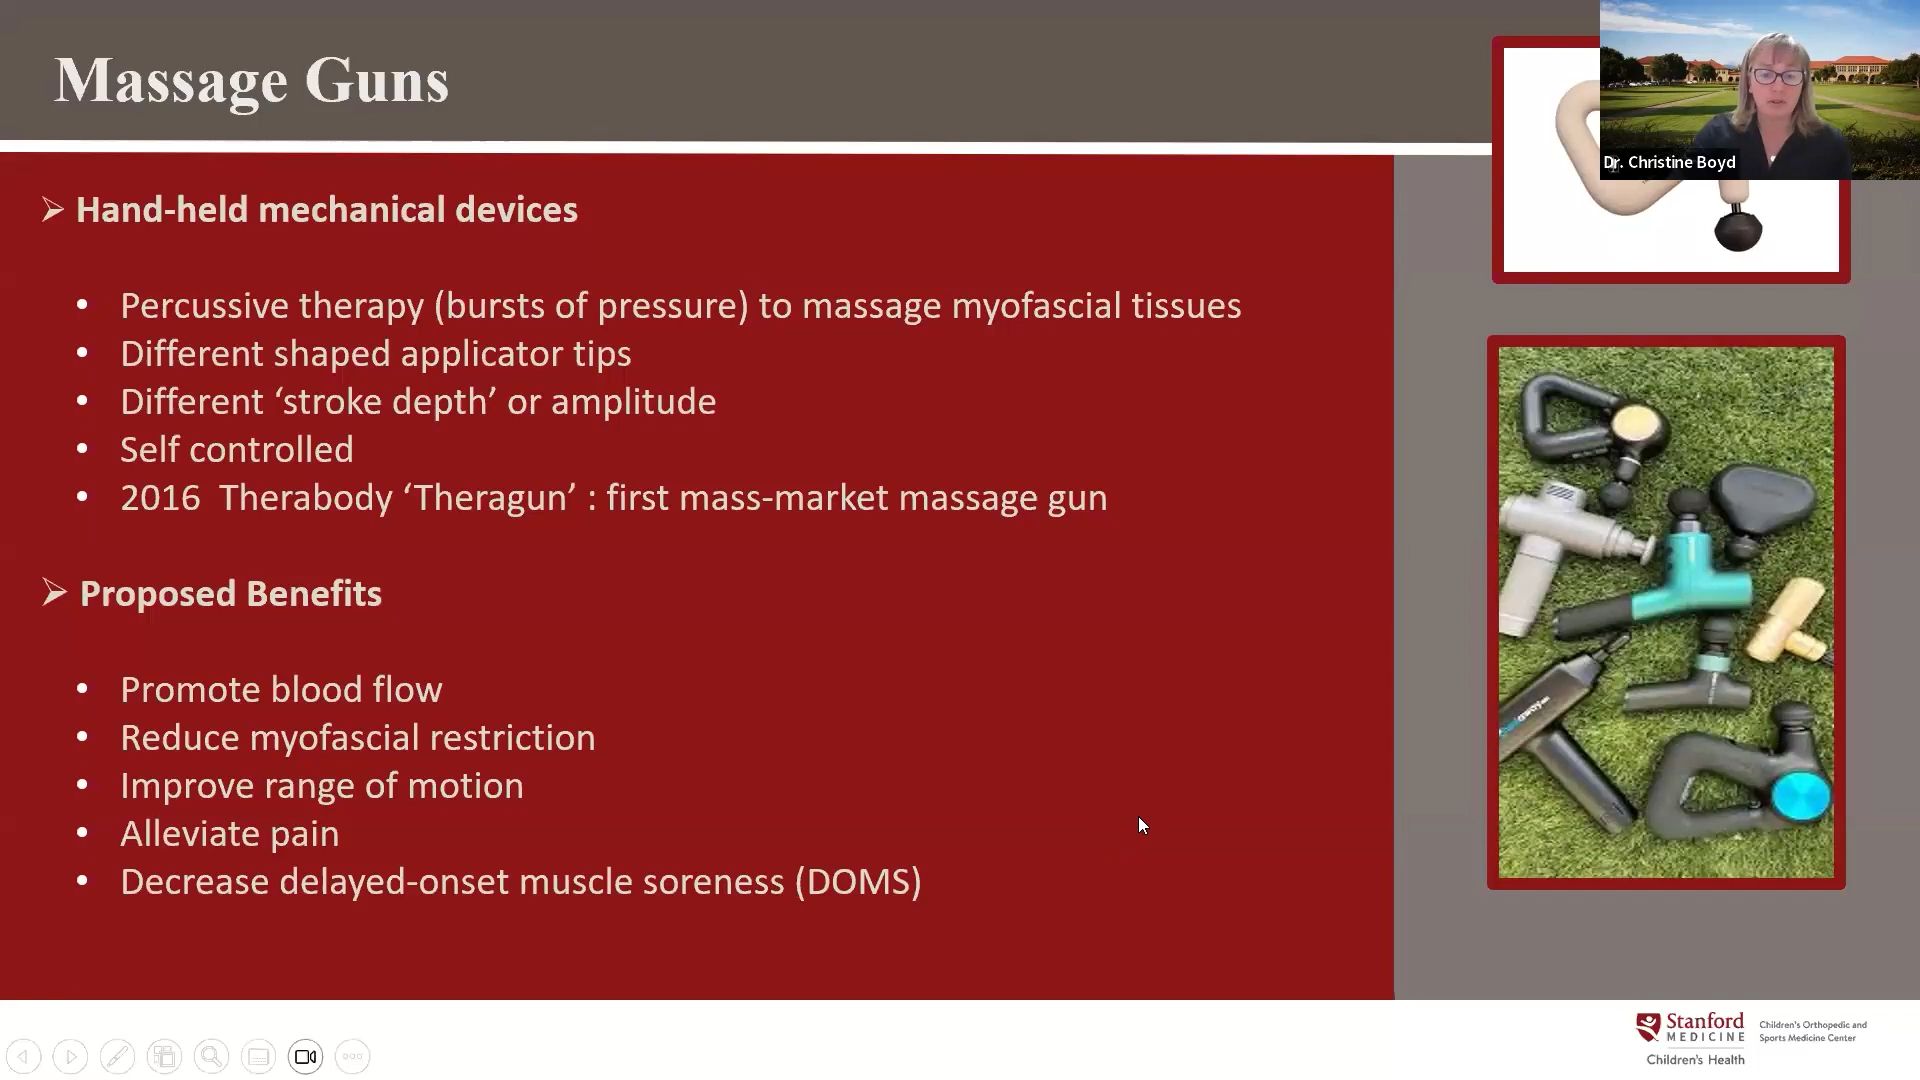 Massage Guns
Dr. Christine Boyd
➢ Hand-held mechanical devices
• Percussive therapy (bursts of pressure) to massage myofascial tissues
• Different shaped applicator tips
• Different ‘stroke depth’ or amplitude
• Self controlled
• 2016 Therabody ‘Theragun’ : first mass-market massage gun
➢ Proposed Benefits
• Promote blood flow
• Reduce myofascial restriction
• Improve range of motion
• Alleviate pain
• Decrease delayed-onset muscle soreness (DOMS)
Stanford
MEDICINE
Children's Health
Children's Orthopedic and
Sports Medicine Center